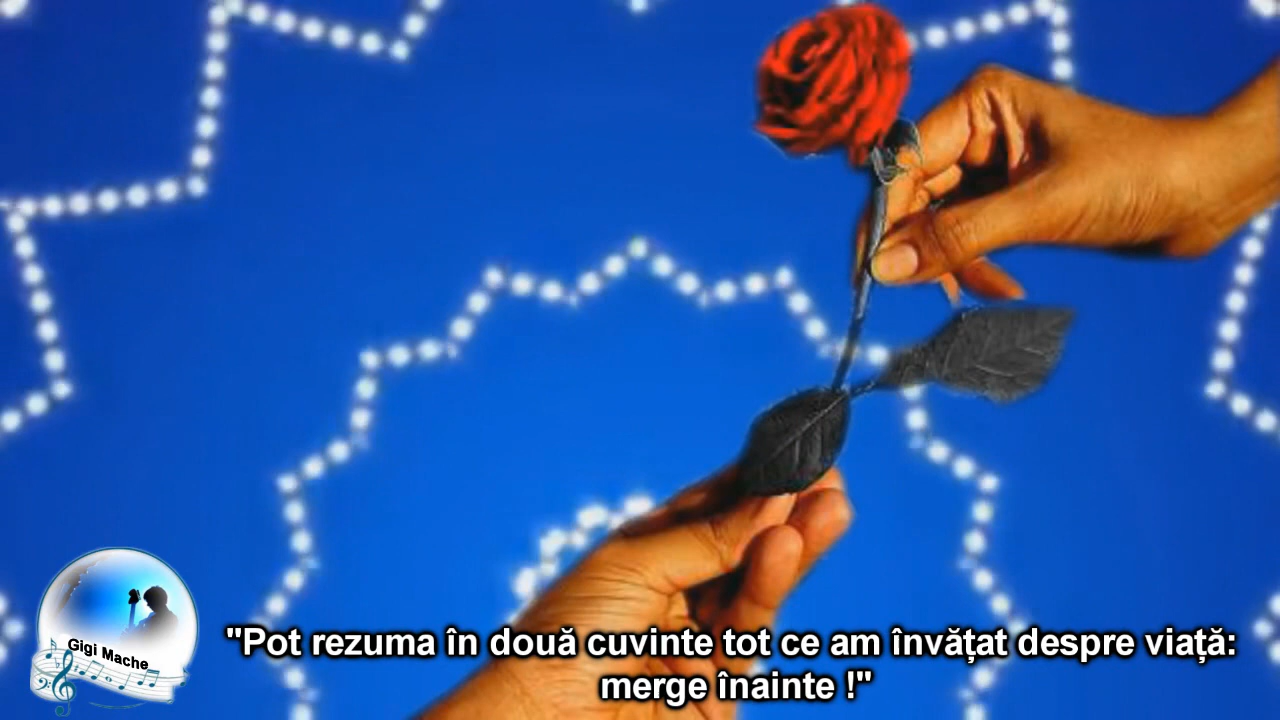 Gigi Mache
"Pot rezuma în două cuvinte tot ce am învățat despre viață:
merge înainte !"